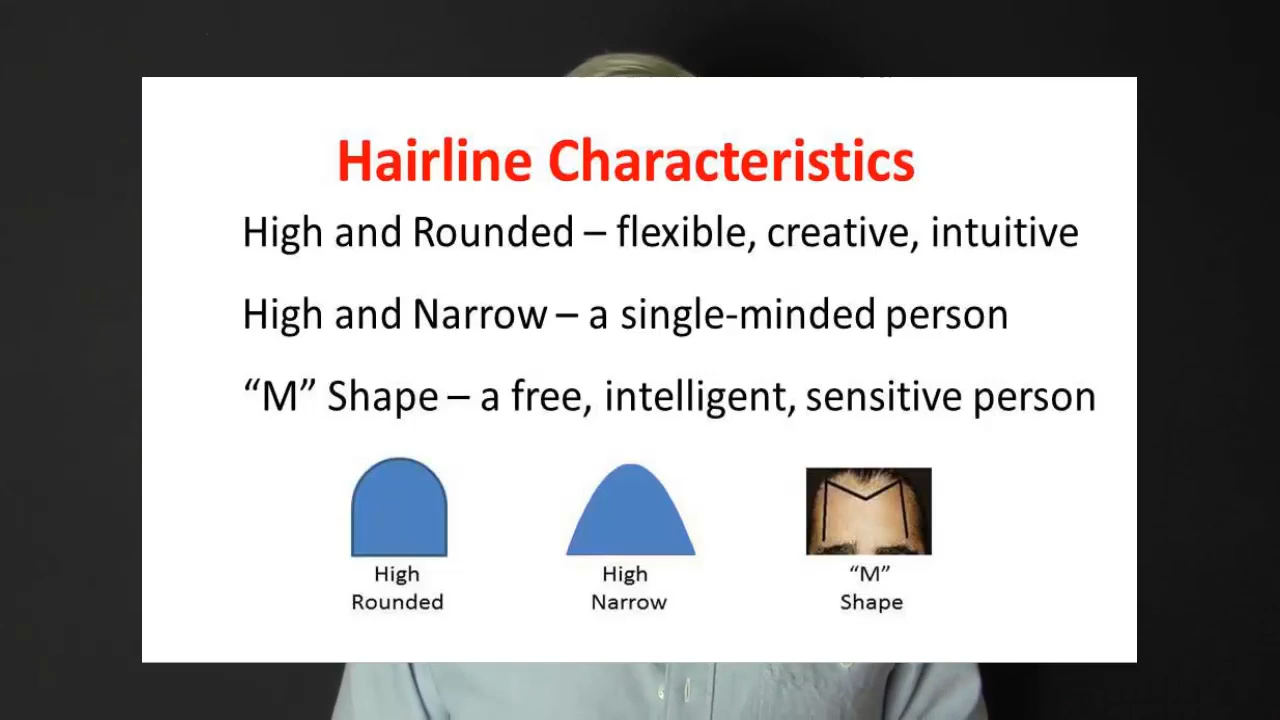 Hairline Characteristics
High and Rounded – flexible, creative, intuitive
High and Narrow – a single-minded person
“M” Shape – a free, intelligent, sensitive person
High
Rounded
High
Narrow
“M”
Shape